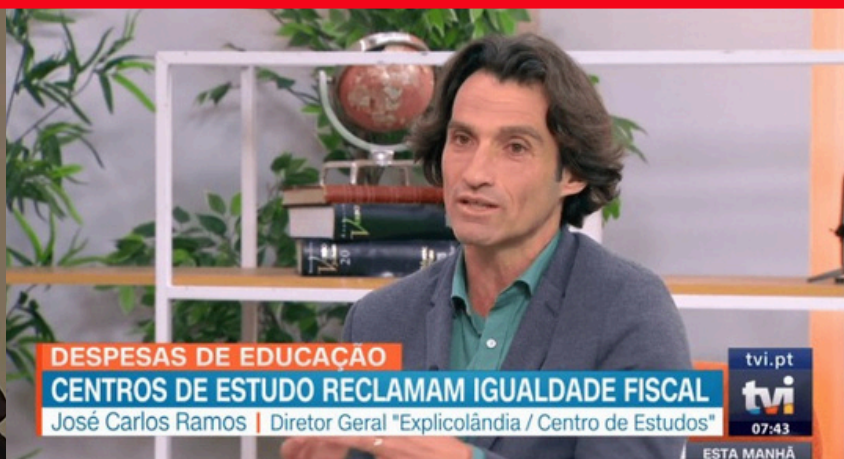 20
DESPESAS DE EDUCAÇÃO
CENTROS DE ESTUDO RECLAMAM IGUALDADE FISCAL
José Carlos Ramos | Diretor Geral "Explicolândia / Centro de Estudos"
tvi.pt
tvi
07:43
ESTA MANHÃ